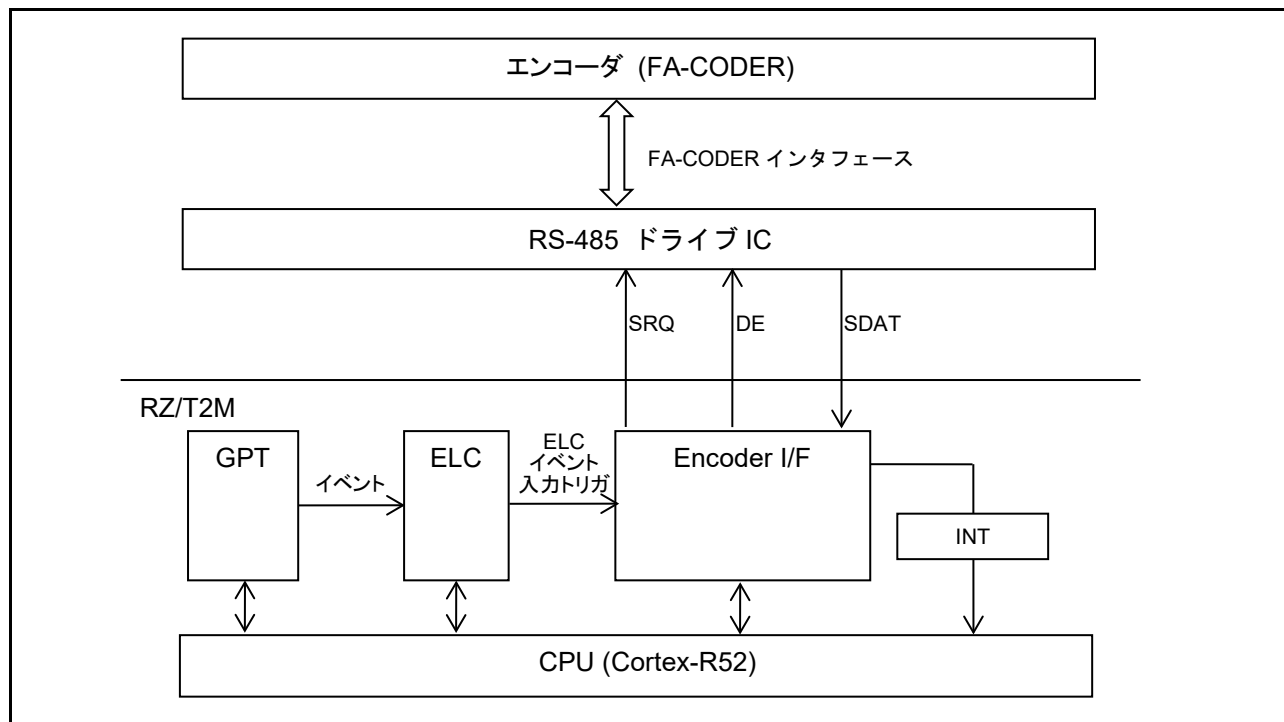 エンコーダ (FA-CODER)
FA-CODER インタフェース
RS-485 ドライブ IC
SRQ
DE
SDAT
RZ/T2M
GPT
イベント
ELC
ELC
イベント
入力トリガ
Encoder I/F
INT
CPU (Cortex-R52)